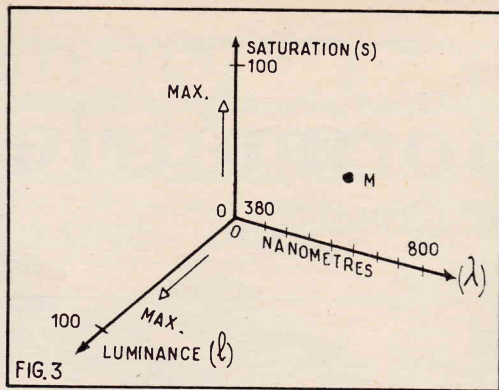 SATURATION (S)
100
MAX.
M
0 380
0
NANOMETRES
800
(λ)
100
MAX.
LUMINANCE (l)
FIG. 3